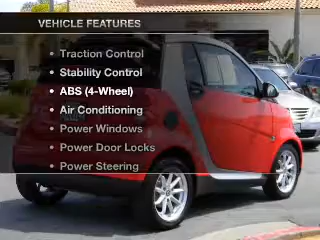 VEHICLE FEATURES
• Traction Control
• Stability Control
• ABS (4-Wheel)
• Air Conditioning
• Power Windows
• Power Door Locks
• Power Steering